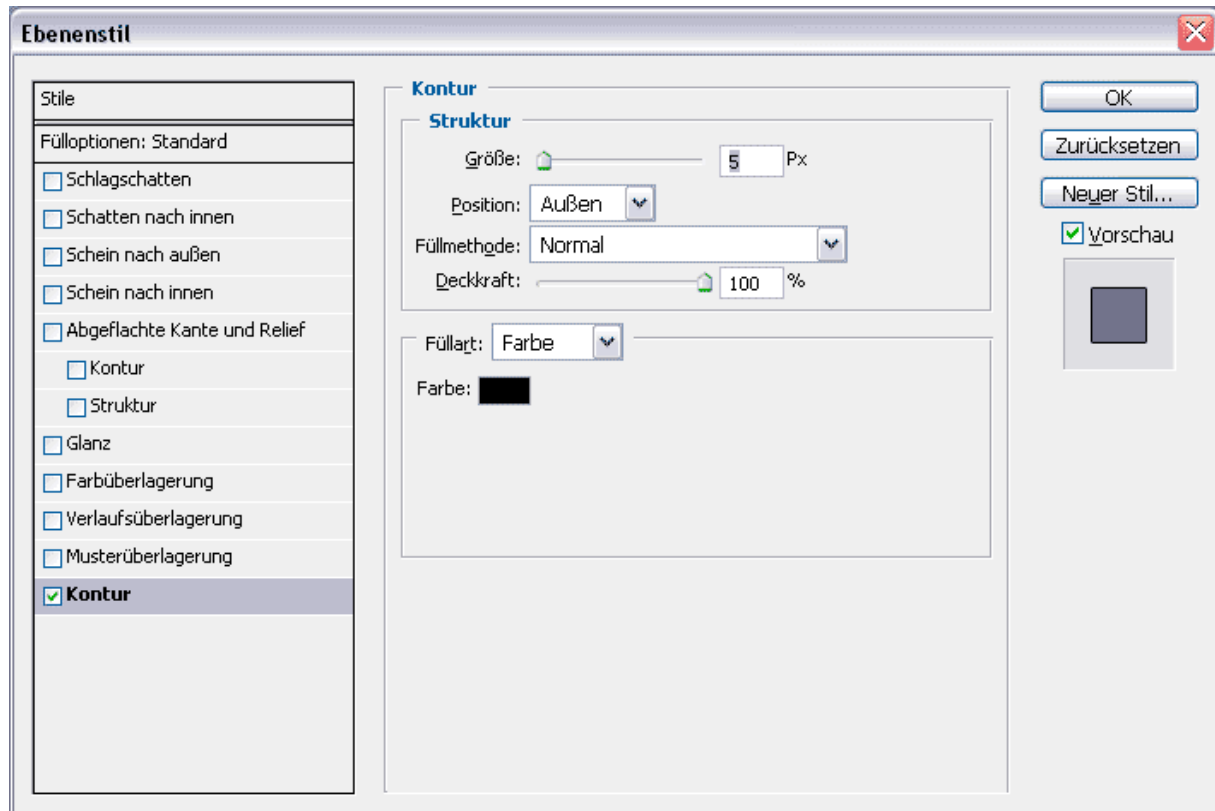 Ebenenstil
Stile
Fülloptionen: Standard
Schlagschatten
Schatten nach innen
Schein nach außen
Schein nach innen
Abgeflachte Kante und Relief
Kontur
Struktur
Glanz
Farbüberlagerung
Verlaufsüberlagerung
Musterüberlagerung
Kontur
Kontur
Struktur
Größe: 5 Px
Position: Außen
Füllmethode: Normal
Deckkraft: 100 %
Füllart: Farbe
Farbe:
OK
Zurücksetzen
Neuer Stil...
Vorschau